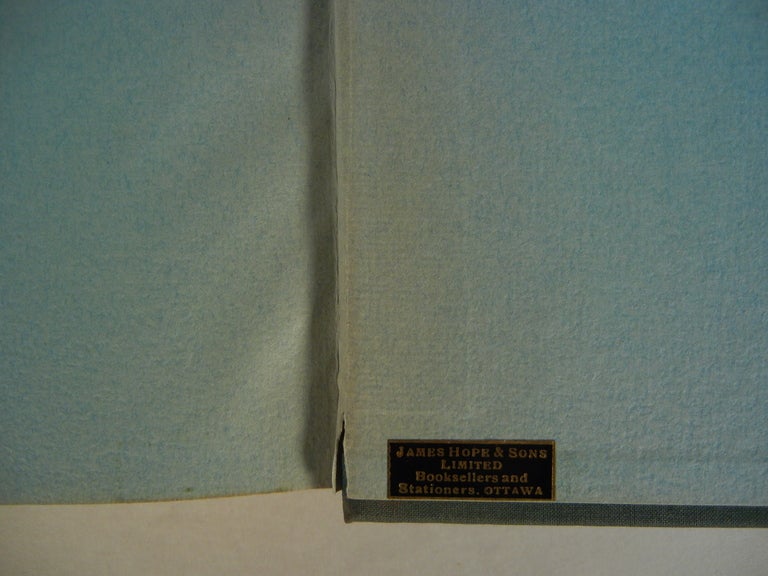 JAMES HOPE & SONS
LIMITED
Booksellers and
Stationers, OTTAWA